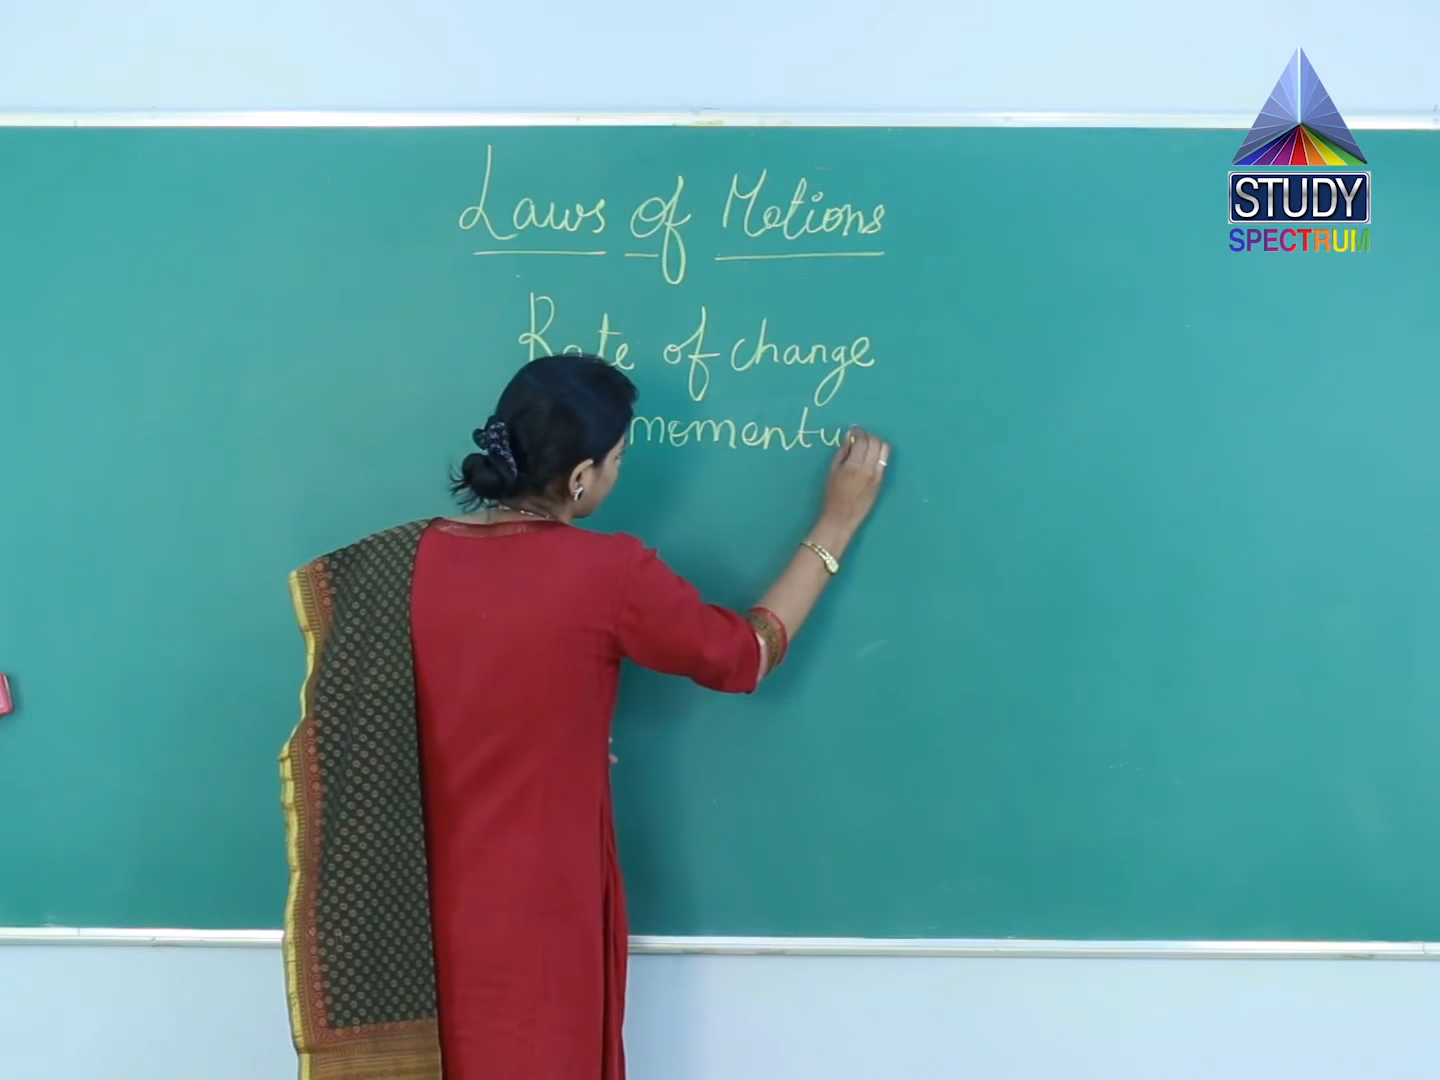 Laws of Motions
Rate of change
momentu
STUDY
SPECTRUM